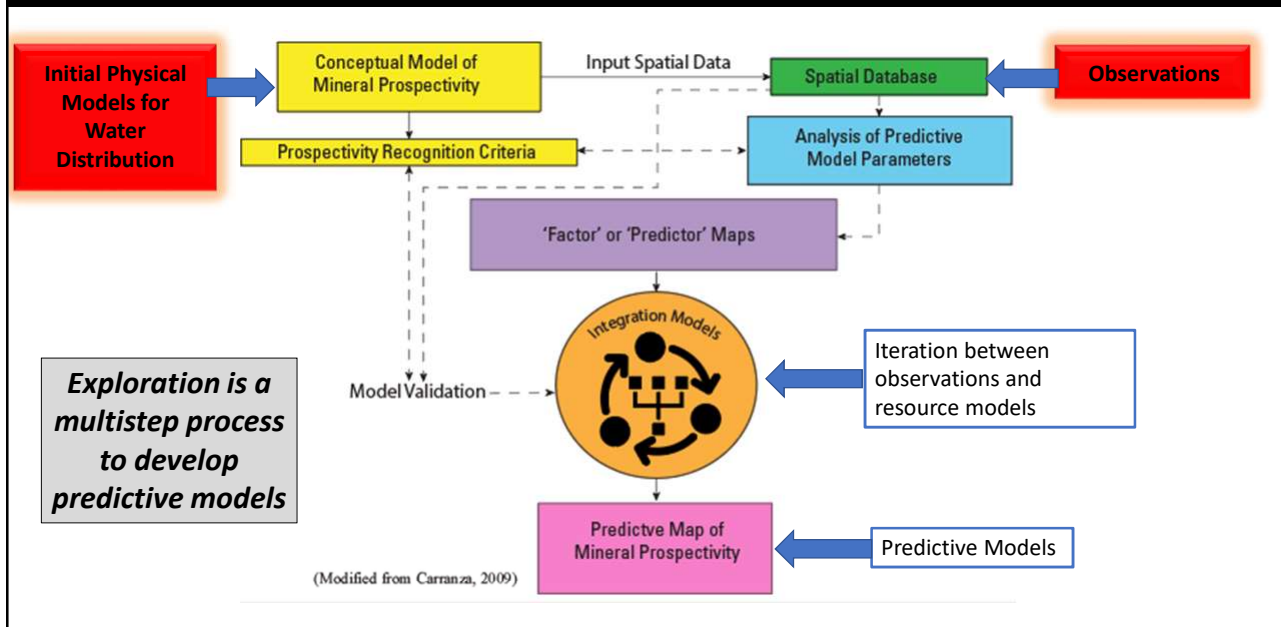 Initial Physical
Models for
Water
Distribution
Conceptual Model of
Mineral Prospectivity
Input Spatial Data
Spatial Database
Observations
Prospectivity Recognition Criteria
Analysis of Predictive
Model Parameters
'Factor' or 'Predictor' Maps
Integration Models
Iteration between
observations and
resource models
Model Validation
Exploration is a
multistep process
to develop
predictive models
Predictve Map of
Mineral Prospectivity
Predictive Models
(Modified from Carranza, 2009)